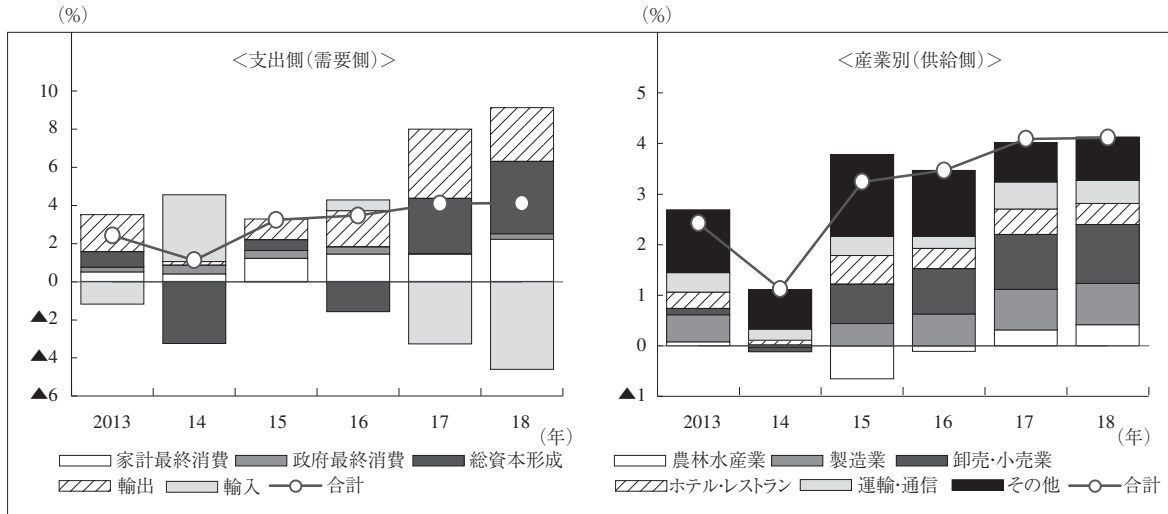 (%)
＜支出側（需要側）＞
10
8
6
4
2
0
▲2
▲4
▲6
2013 14 15 16 17 18
(年)
家計最終消費 政府最終消費 総資本形成
輸出 輸入 合計
(%)
＜産業別（供給側）＞
5
4
3
2
1
0
▲1
2013 14 15 16 17 18
(年)
農林水産業 製造業 卸売・小売業
ホテル・レストラン 運輸・通信 その他 合計